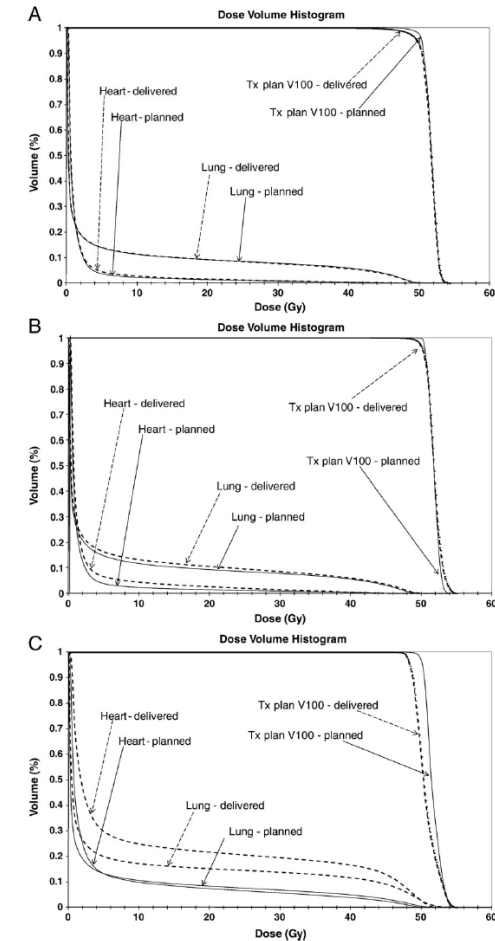 A
Dose Volume Histogram
1
0.9
0.8
0.7
0.6
0.5
0.4
0.3
0.2
0.1
0
Volume (%)
Heart - delivered
Heart - planned
Tx plan V100 - delivered
Tx plan V100 - planned
Lung - delivered
Lung - planned
0 10 20 30 40 50 60
Dose (Gy)
B
Dose Volume Histogram
1
0.9
0.8
0.7
0.6
0.5
0.4
0.3
0.2
0.1
0
Volume (%)
Heart - delivered
Heart - planned
Tx plan V100 - delivered
Tx plan V100 - planned
Lung - delivered
Lung - planned
0 10 20 30 40 50 60
Dose (Gy)
C
Dose Volume Histogram
1
0.9
0.8
0.7
0.6
0.5
0.4
0.3
0.2
0.1
0
Volume (%)
Heart - delivered
Heart - planned
Tx plan V100 - delivered
Tx plan V100 - planned
Lung - delivered
Lung - planned
0 10 20 30 40 50 60
Dose (Gy)